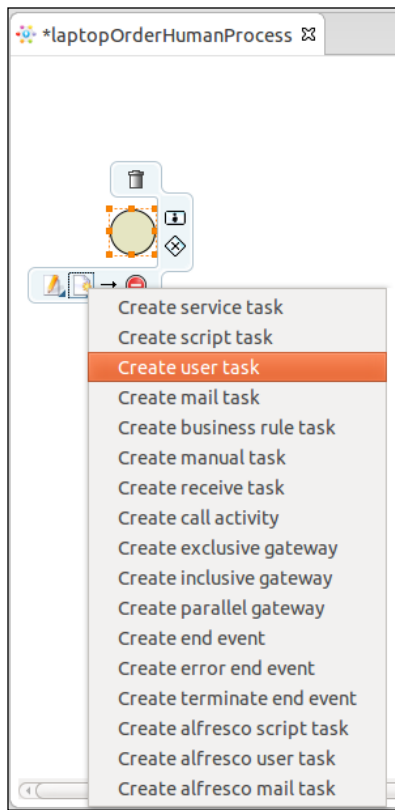 *laptopOrderHumanProcess
Create service task
Create script task
Create user task
Create mail task
Create business rule task
Create manual task
Create receive task
Create call activity
Create exclusive gateway
Create inclusive gateway
Create parallel gateway
Create end event
Create error end event
Create terminate end event
Create alfresco script task
Create alfresco user task
Create alfresco mail task